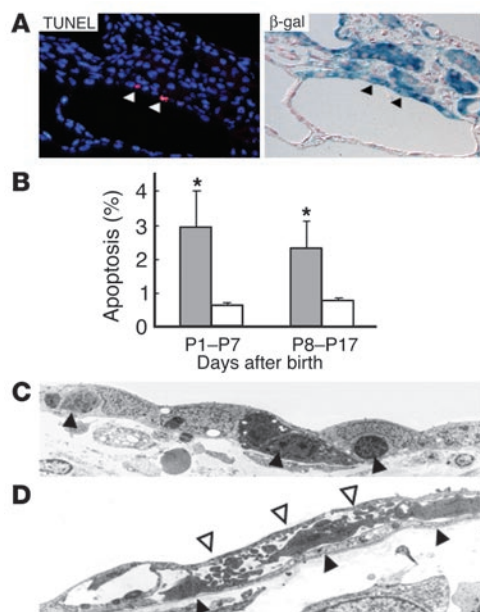 A
TUNEL
β-gal
B
Apoptosis (%)
4
3
2
1
0
*
*
P1–P7
P8–P17
Days after birth
C
D